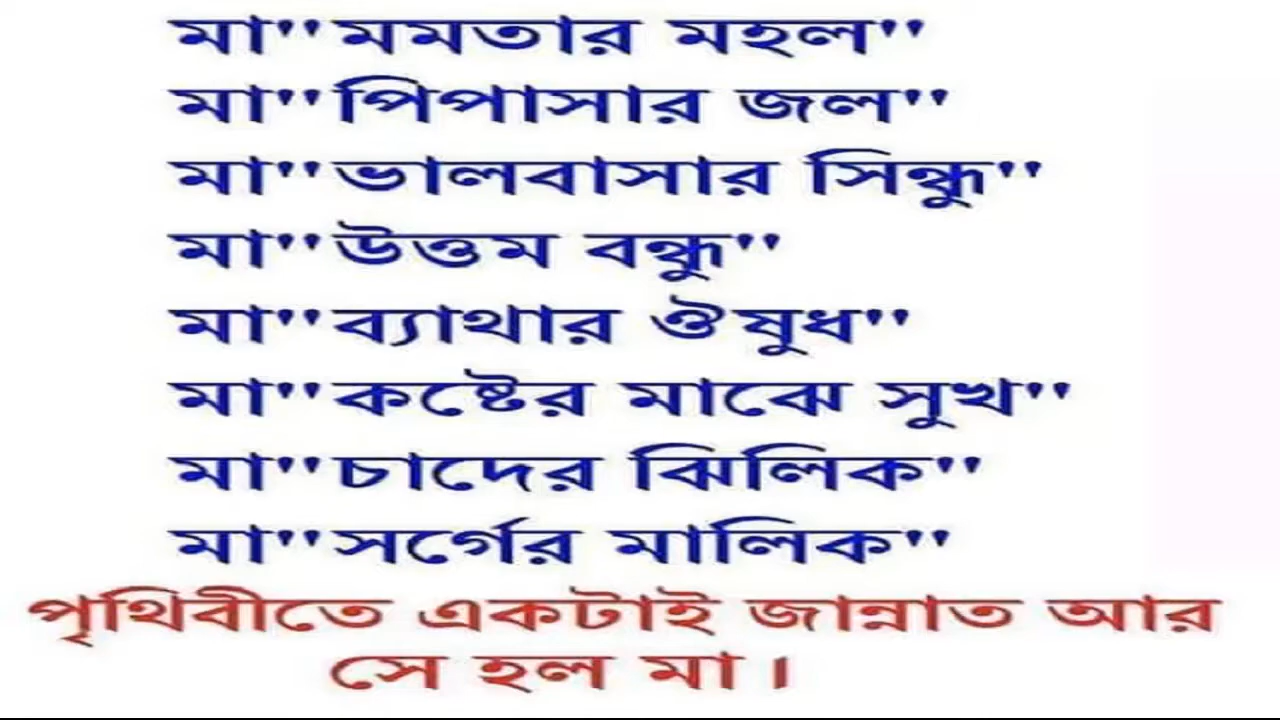 মা"মমতার মহল"
মা"পিপাসার জল"
মা"ভালবাসার সিন্ধু"
মা"উত্তম বন্ধু"
মা"ব্যাথার ঔষুধ"
মা"কষ্টের মাঝে সুখ"
মা"চাদের ঝিলিক"
মা"সর্গের মালিক"
পৃথিবীতে একটাই জান্নাত আর
সে হল মা।